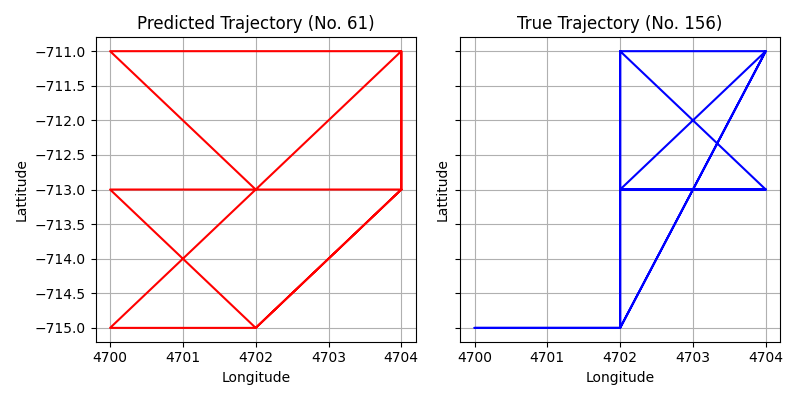 Predicted Trajectory (No. 61)
−711.0
−711.5
−712.0
−712.5
−713.0
−713.5
−714.0
−714.5
−715.0
Lattitude
4700 4701 4702 4703 4704
Longitude
True Trajectory (No. 156)
Lattitude
4700 4701 4702 4703 4704
Longitude